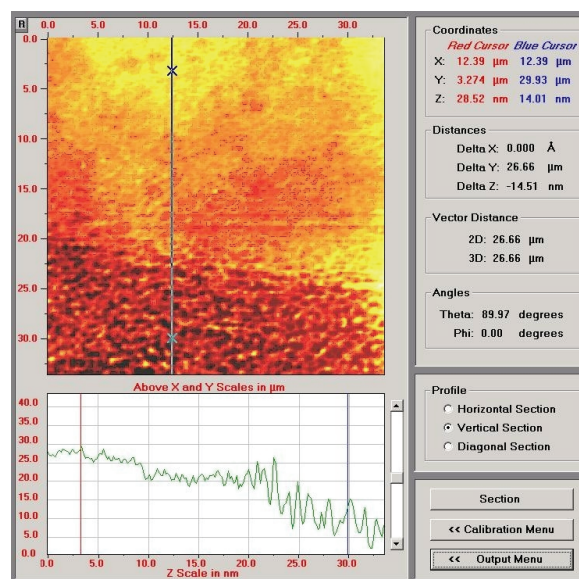 R
0.0 5.0 10.0 15.0 20.0 25.0 30.0
0.0
5.0
10.0
15.0
20.0
25.0
30.0
Above X and Y Scales in µm
40.0
35.0
30.0
25.0
20.0
15.0
10.0
5.0
0.0
0.0 5.0 10.0 15.0 20.0 25.0 30.0
Z Scale in nm
Coordinates
Red Cursor Blue Cursor
X: 12.39 µm 12.39 µm
Y: 3.274 µm 29.93 µm
Z: 28.52 nm 14.01 nm
Distances
Delta X: 0.000 Å
Delta Y: 26.66 µm
Delta Z: -14.51 nm
Vector Distance
2D: 26.66 µm
3D: 26.66 µm
Angles
Theta: 89.97 degrees
Phi: 0.00 degrees
Profile
Horizontal Section
Vertical Section
Diagonal Section
Section
<< Calibration Menu
<< Output Menu